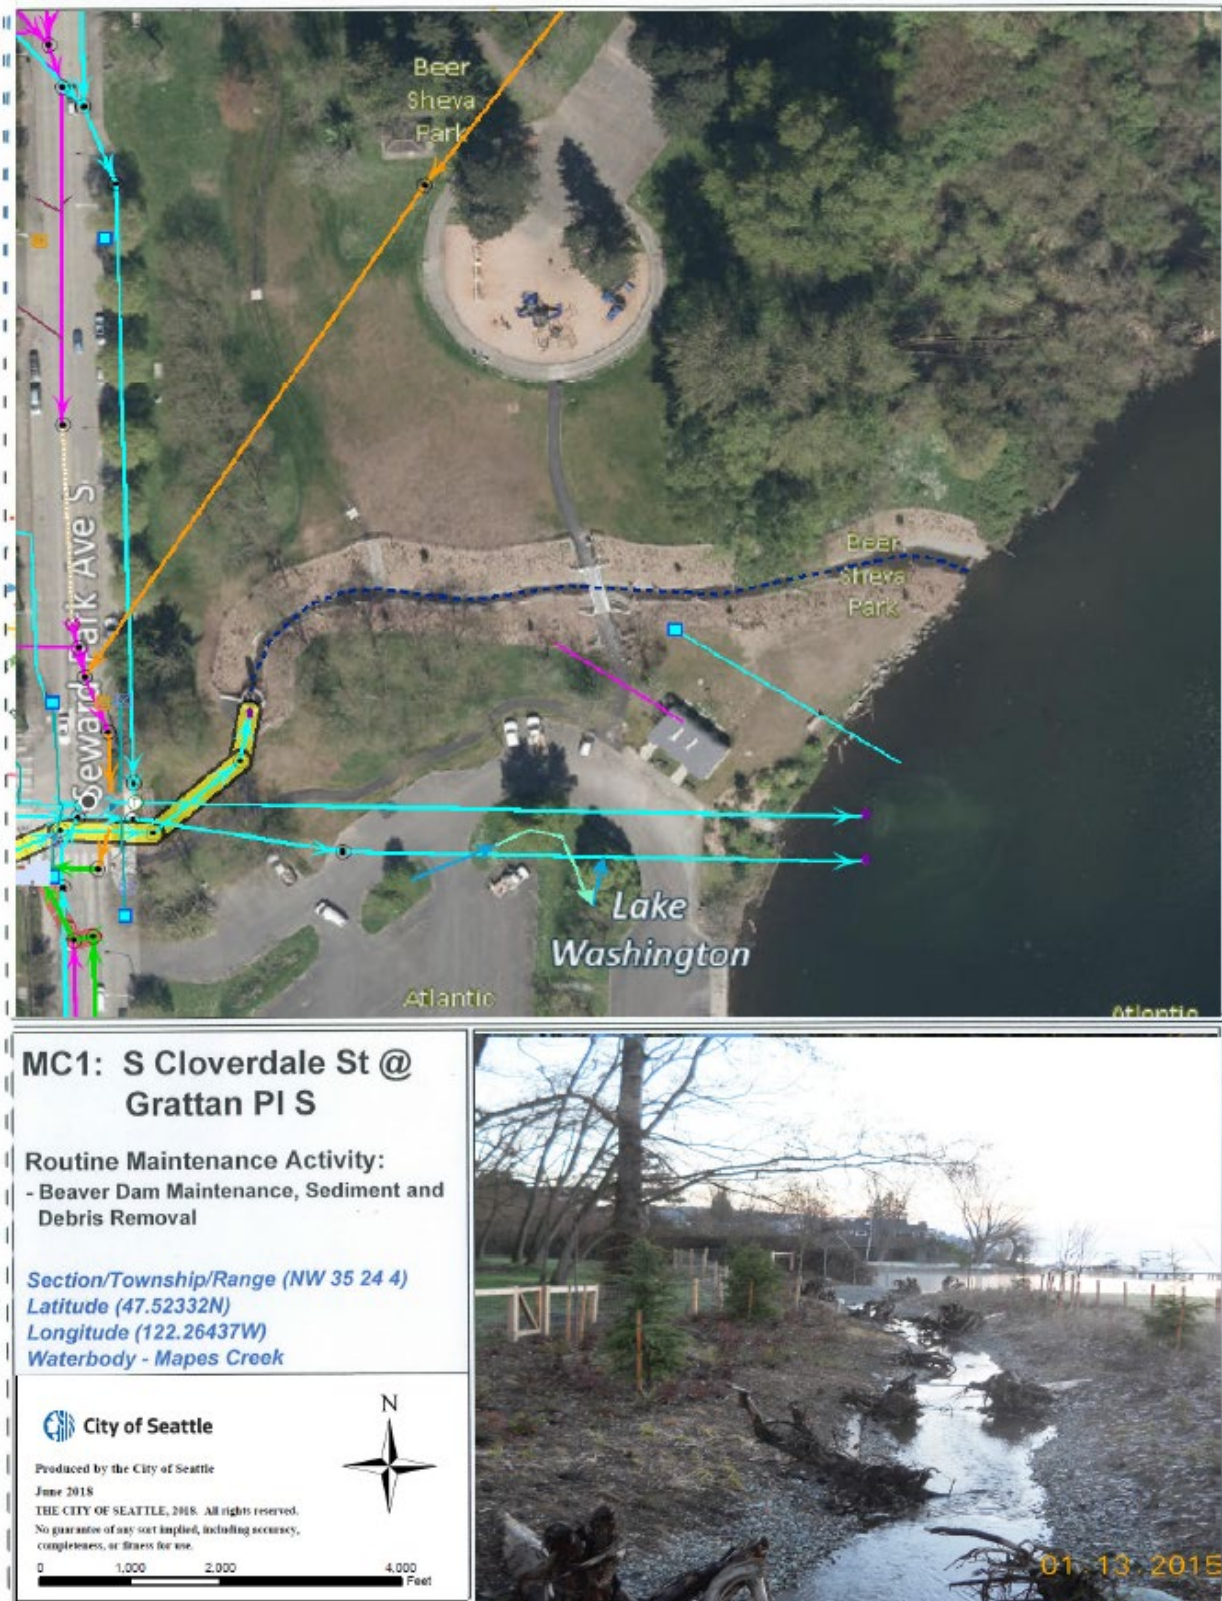 Beer
Sheva
Park
Seward Park Ave S
Beer
Sheva
Park
Lake
Washington
Atlantic
Atlantic
MC1: S Cloverdale St @
Grattan Pl S
Routine Maintenance Activity:
- Beaver Dam Maintenance, Sediment and
Debris Removal
Section/Township/Range (NW 35 24 4)
Latitude (47.52332N)
Longitude (122.26437W)
Waterbody - Mapes Creek
City of Seattle
N
Produced by the City of Seattle
June 2018
THE CITY OF SEATTLE, 2018. All rights reserved.
No guarantee of any sort implied, including accuracy,
completeness, or fitness for use.
0 1,000 2,000 4,000
Feet
01.13.2015